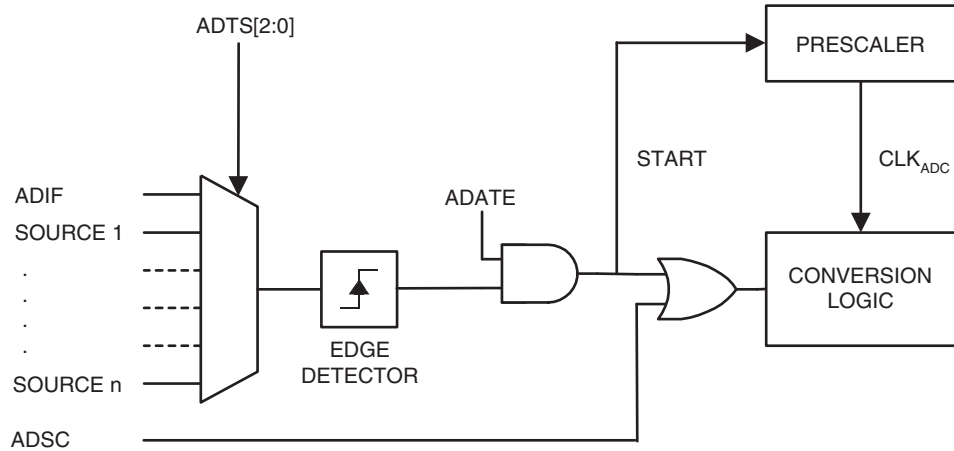 ADTS[2:0]
PRESCALER
START
CLKADC
ADIF
ADATE
SOURCE 1
.
.
.
.
CONVERSION
LOGIC
EDGE
DETECTOR
SOURCE n
ADSC